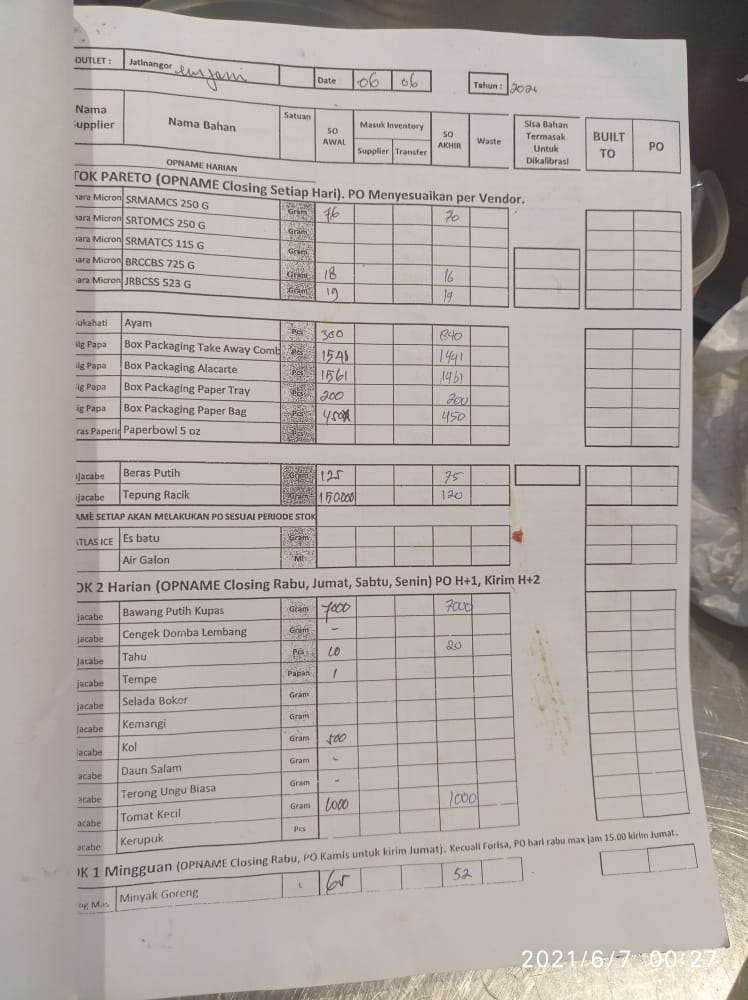 OUTLET : Jatinangor Date 06 06 Tahun : 2024
Nama Supplier Nama Bahan Satuan SO AWAL Masuk Inventory Supplier Transfer SO AKHIR Waste Sisa Bahan Termasak Untuk Dikalibrasi BUILT TO PO
OPNAME HARIAN
TOK PARETO (OPNAME Closing Setiap Hari). PO Menyesuaikan per Vendor.
ara Micron SRMAMCS 250 G Gram 76 70
ara Micron SRTOMCS 250 G Gram
ara Micron SRMATCS 115 G Gram
ara Micron BRCCBS 725 G Gram 18 16
ara Micron JRBCSS 523 G Gram 19 19
ukahati Ayam Pcs 300
ig Papa Box Packaging Take Away Comb Pcs 1541 1441
ig Papa Box Packaging Alacarte Pcs 1561 1461
ig Papa Box Packaging Paper Tray Pcs 200 200
ig Papa Box Packaging Paper Bag Pcs 450 450
ras Paperin Paperbowl 5 oz Pcs
jacabe Beras Putih Gram 125 75
jacabe Tepung Racik Gram 150000 120
AME SETIAP AKAN MELAKUKAN PO SESUAI PERIODE STOK
ATLAS ICE Es batu Gram
Air Galon Ml
OK 2 Harian (OPNAME Closing Rabu, Jumat, Sabtu, Senin) PO H+1, Kirim H+2
jacabe Bawang Putih Kupas Gram 7000 7000
jacabe Cengek Domba Lembang Gram -
jacabe Tahu Pcs 20
jacabe Tempe Papan 1
jacabe Selada Bokor Gram
jacabe Kemangi Gram
jacabe Kol Gram 500
acabe Daun Salam Gram -
acabe Terong Ungu Biasa Gram -
acabe Tomat Kecil Gram 1000 1000
acabe Kerupuk Pcs
OK 1 Mingguan (OPNAME Closing Rabu, PO Kamis untuk kirim Jumat). Kecuali Forisa, PO hari rabu max jam 15.00 kirim Jumat.
ng Min Minyak Goreng 65 52
2021/6/7 00:27